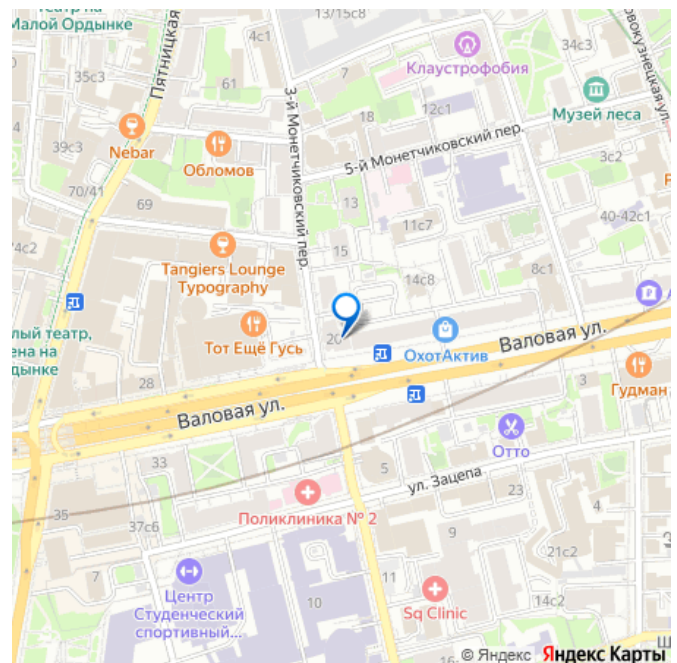 Театр на
Малой Ордынке
Пятницкая
13/15с8
4с1
3-й Монетчиковский пер.
7
Клаустрофобия
34с3
Новокузнецкая ул.
35с3
61
18
12с1
Музей леса
39с3
Nebar
Обломов
5-й Монетчиковский пер.
3с2
70/41
69
13
11с7
40-42с1
74с2
15
14с8
8с1
Tangiers Lounge
Typography
20
Тот Ещё Гусь
ОхотАктив
Валовая ул.
28
Валовая ул.
Гудман
Отто
33
5
ул. Зацепа
23
4
35
37с6
Поликлиника № 2
9
21с2
7
Центр
Студенческий
спортивный...
10
11
Sq Clinic
14с2
© Яндекс Яндекс Карты